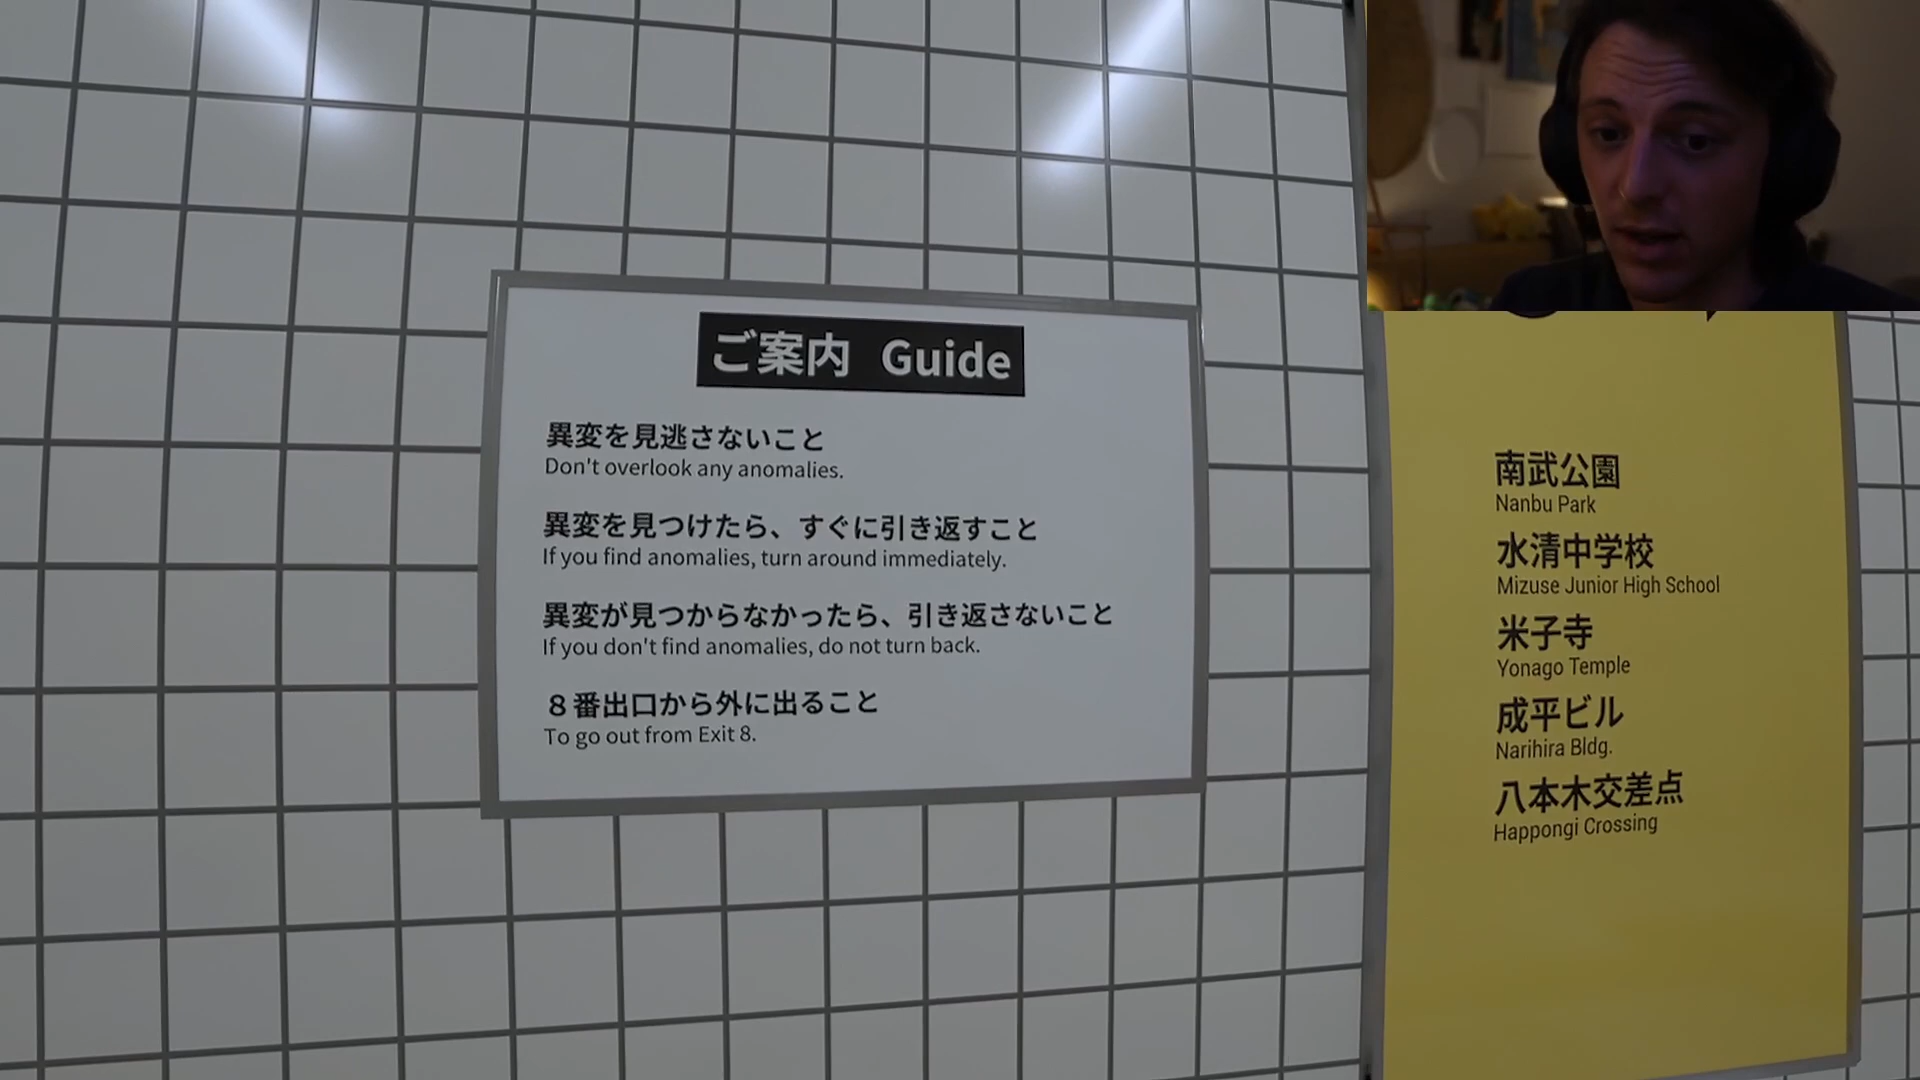 ご案内 Guide
異変を見逃さないこと
Don't overlook any anomalies.
異変を見つけたら、すぐに引き返すこと
If you find anomalies, turn around immediately.
異変が見つからなかったら、引き返さないこと
If you don't find anomalies, do not turn back.
８番出口から外に出ること
To go out from Exit 8.
南武公園
Nanbu Park
水清中学校
Mizuse Junior High School
米子寺
Yonago Temple
成平ビル
Narihira Bldg.
八本木交差点
Happongi Crossing